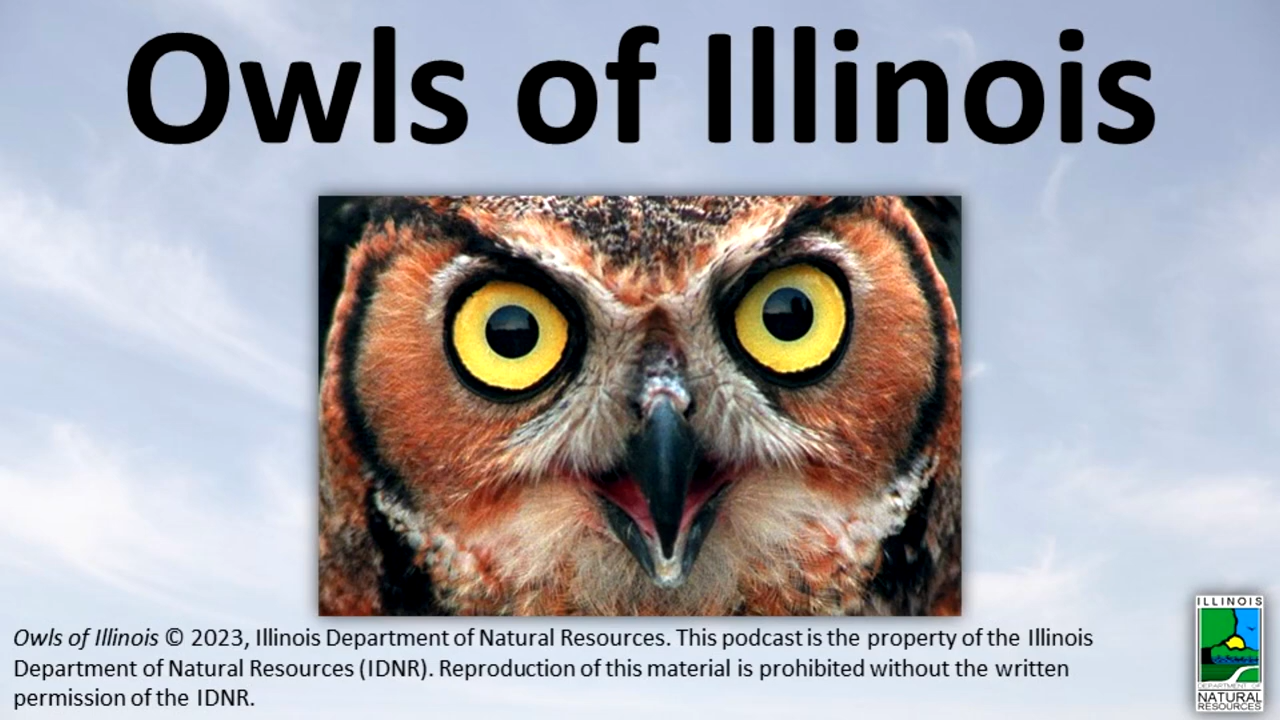 Owls of Illinois
Owls of Illinois © 2023, Illinois Department of Natural Resources. This podcast is the property of the Illinois
Department of Natural Resources (IDNR). Reproduction of this material is prohibited without the written
permission of the IDNR.
ILLINOIS
DEPARTMENT OF
NATURAL
RESOURCES